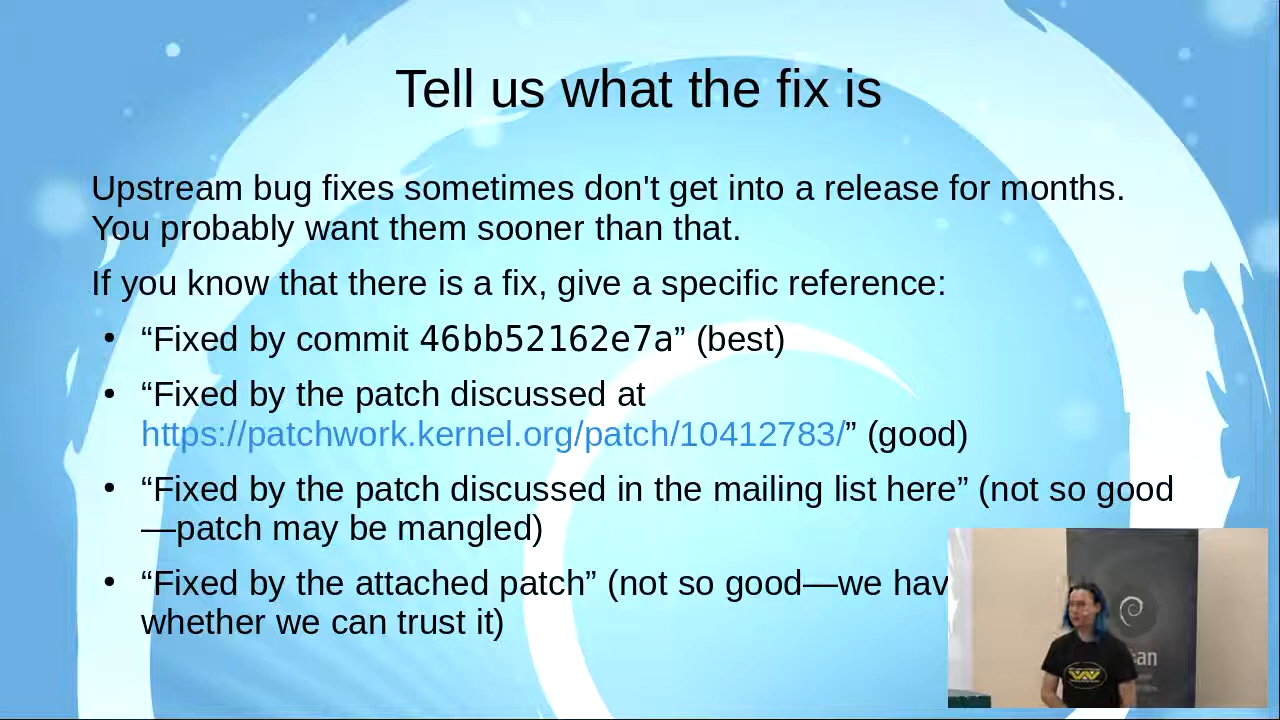 Tell us what the fix is
Upstream bug fixes sometimes don't get into a release for months.
You probably want them sooner than that.
If you know that there is a fix, give a specific reference:
• “Fixed by commit 46bb52162e7a” (best)
• “Fixed by the patch discussed at
https://patchwork.kernel.org/patch/10412783/” (good)
• “Fixed by the patch discussed in the mailing list here” (not so good
—patch may be mangled)
• “Fixed by the attached patch” (not so good—we hav
whether we can trust it)
an